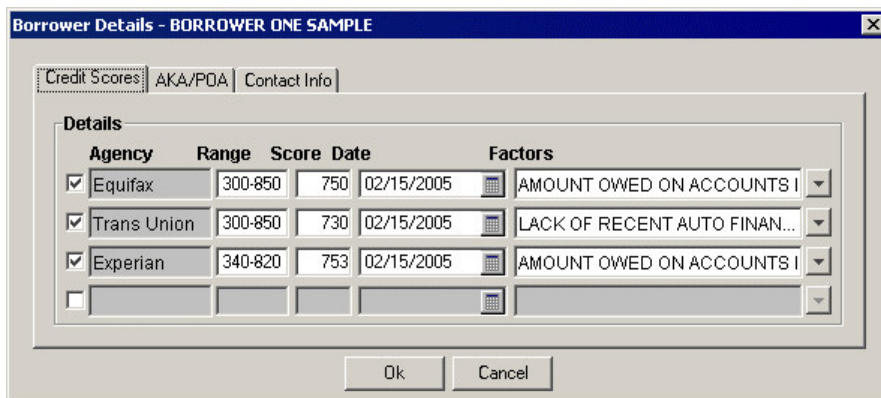 Borrower Details - BORROWER ONE SAMPLE
Credit Scores AKA/POA Contact Info
Details
Agency Range Score Date Factors
Equifax 300-850 750 02/15/2005 AMOUNT OWED ON ACCOUNTS I
Trans Union 300-850 730 02/15/2005 LACK OF RECENT AUTO FINAN...
Experian 340-820 753 02/15/2005 AMOUNT OWED ON ACCOUNTS I
Ok Cancel